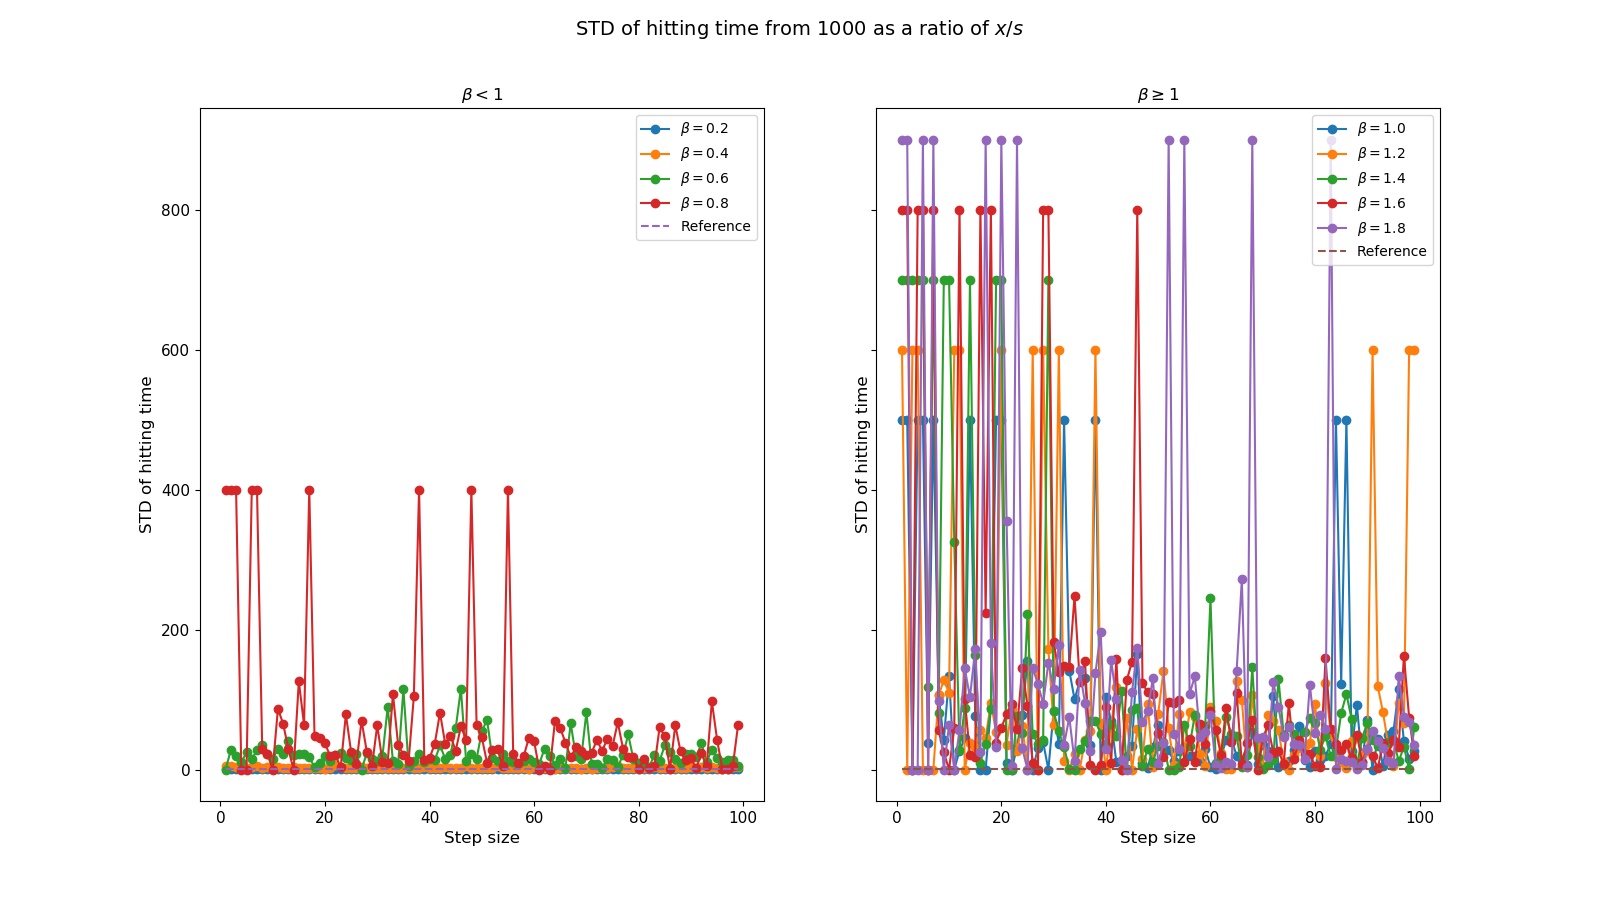 STD of hitting time from 1000 as a ratio of x/s
β < 1
β ≥ 1
STD of hitting time
800
600
400
200
0
β = 0.2
β = 0.4
β = 0.6
β = 0.8
Reference
0 20 40 60 80 100
Step size
STD of hitting time
β = 1.0
β = 1.2
β = 1.4
β = 1.6
β = 1.8
Reference
0 20 40 60 80 100
Step size